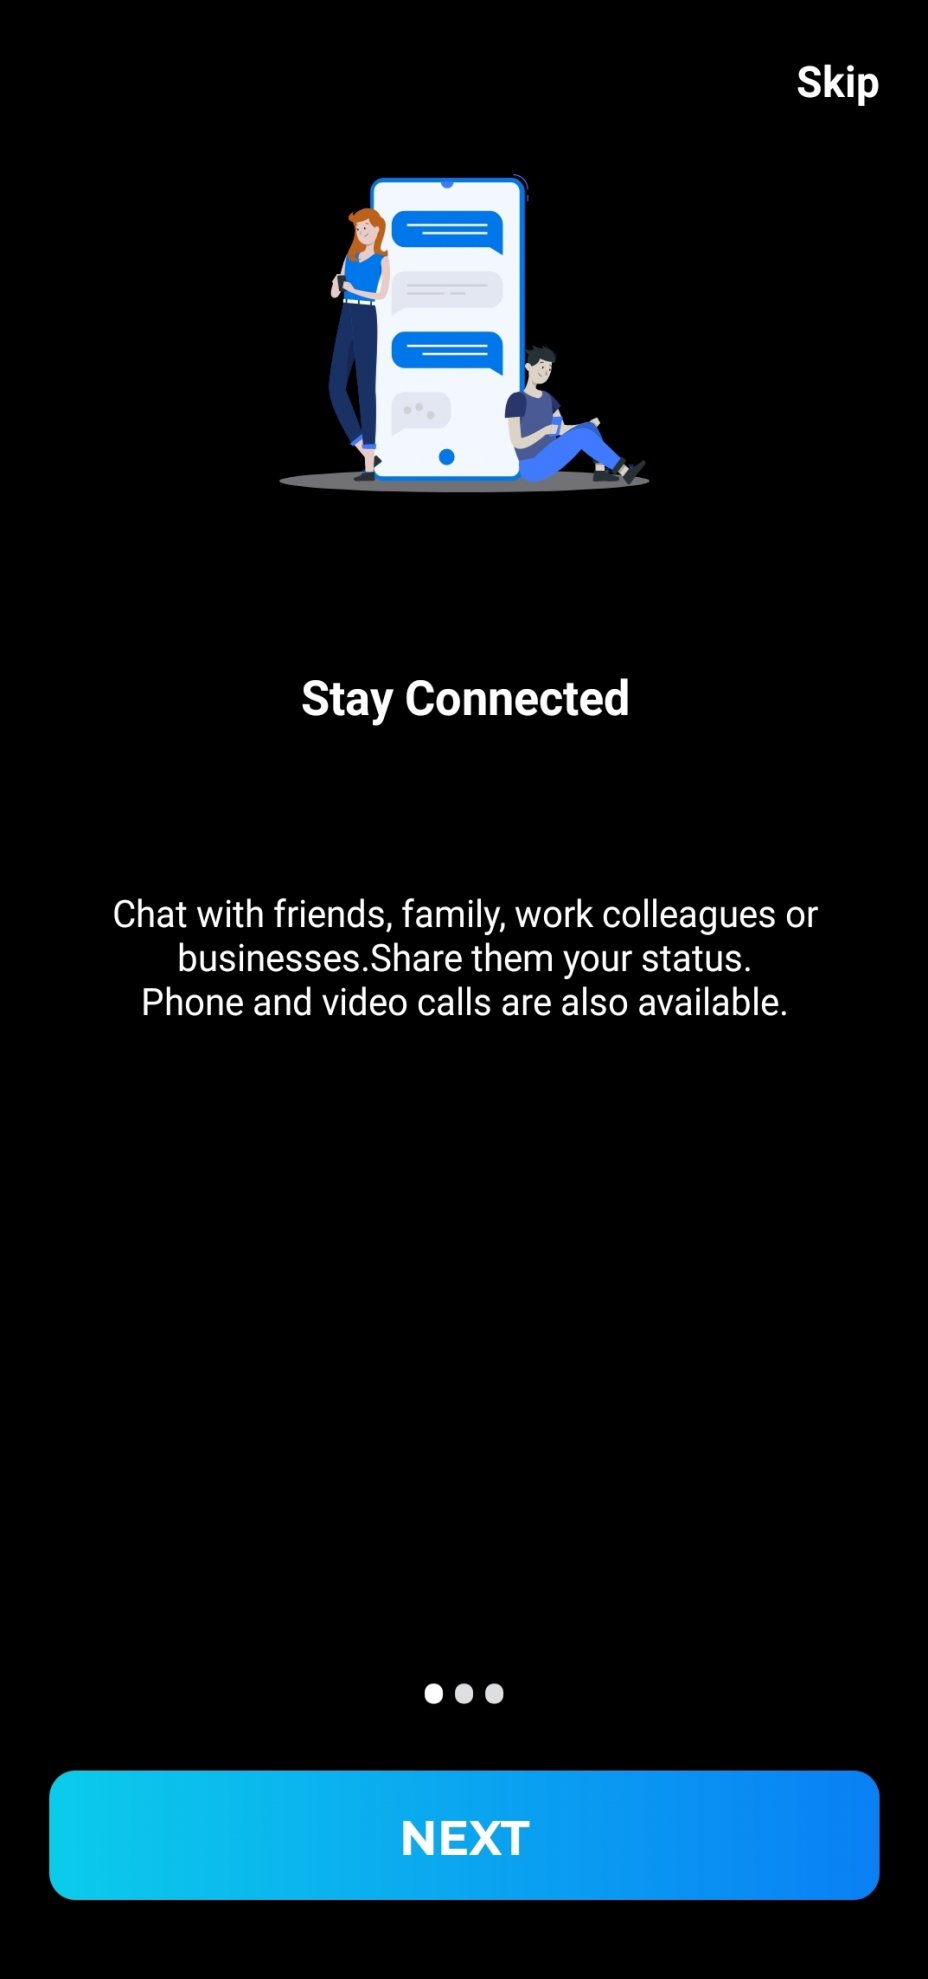 Skip
Stay Connected
Chat with friends, family, work colleagues or
businesses.Share them your status.
Phone and video calls are also available.
NEXT